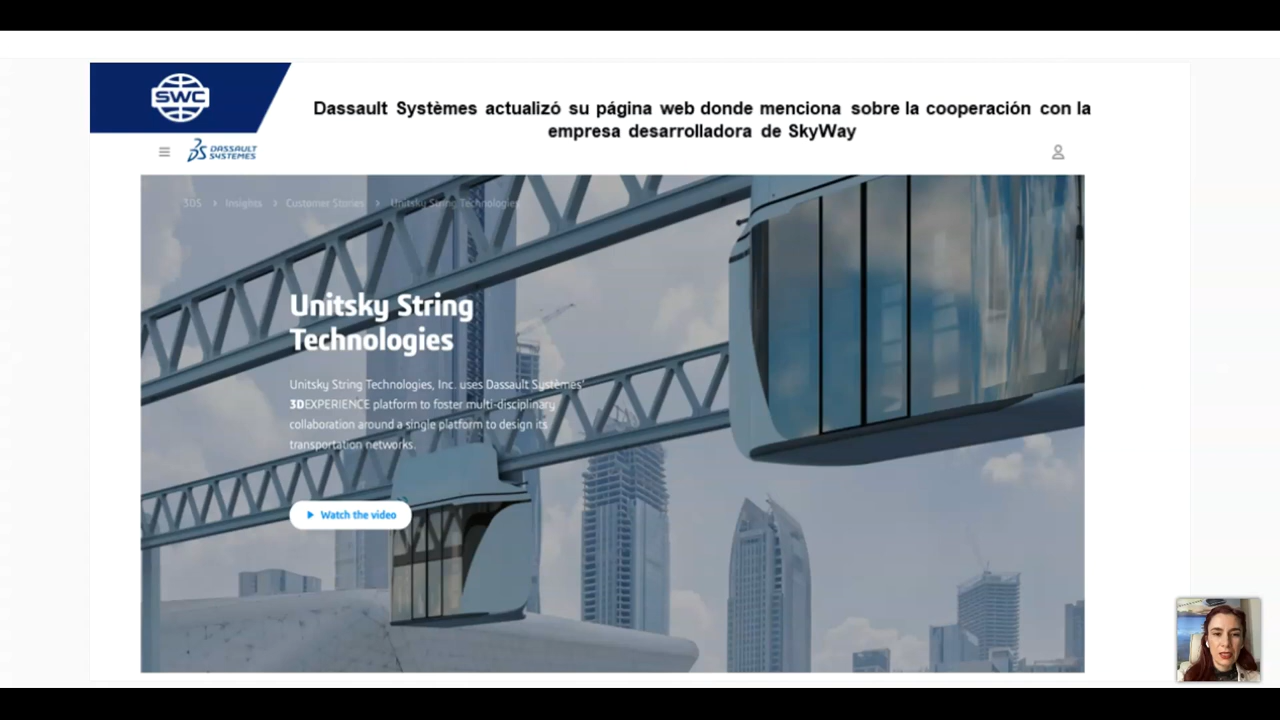 SWC
Dassault Systèmes actualizó su página web donde menciona sobre la cooperación con la
empresa desarrolladora de SkyWay
DASSAULT
SYSTEMES
3DS > Insights > Customer Stories > Unitsky String Technologies
Unitsky String
Technologies
Unitsky String Technologies, Inc. uses Dassault Systèmes'
3DEXPERIENCE platform to foster multi-disciplinary
collaboration around a single platform to design its
transportation networks.
Watch the video